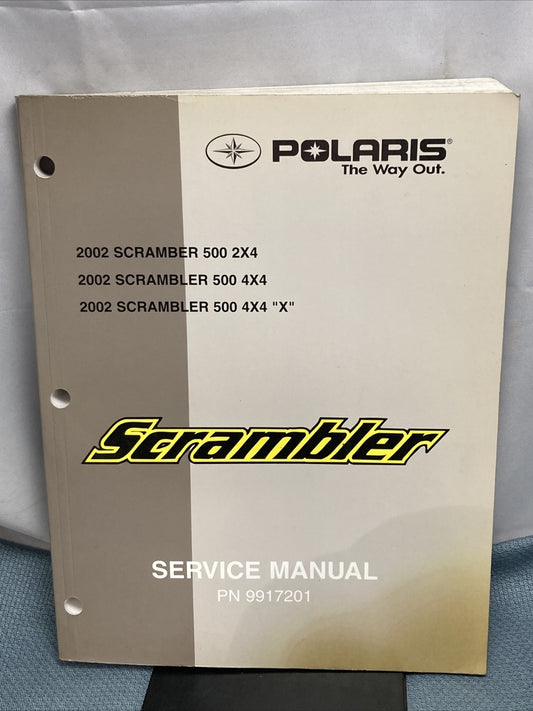 POLARIS®
The Way Out.
2002 SCRAMBER 500 2X4
2002 SCRAMBLER 500 4X4
2002 SCRAMBLER 500 4X4 "X"
Scrambler
SERVICE MANUAL
PN 9917201